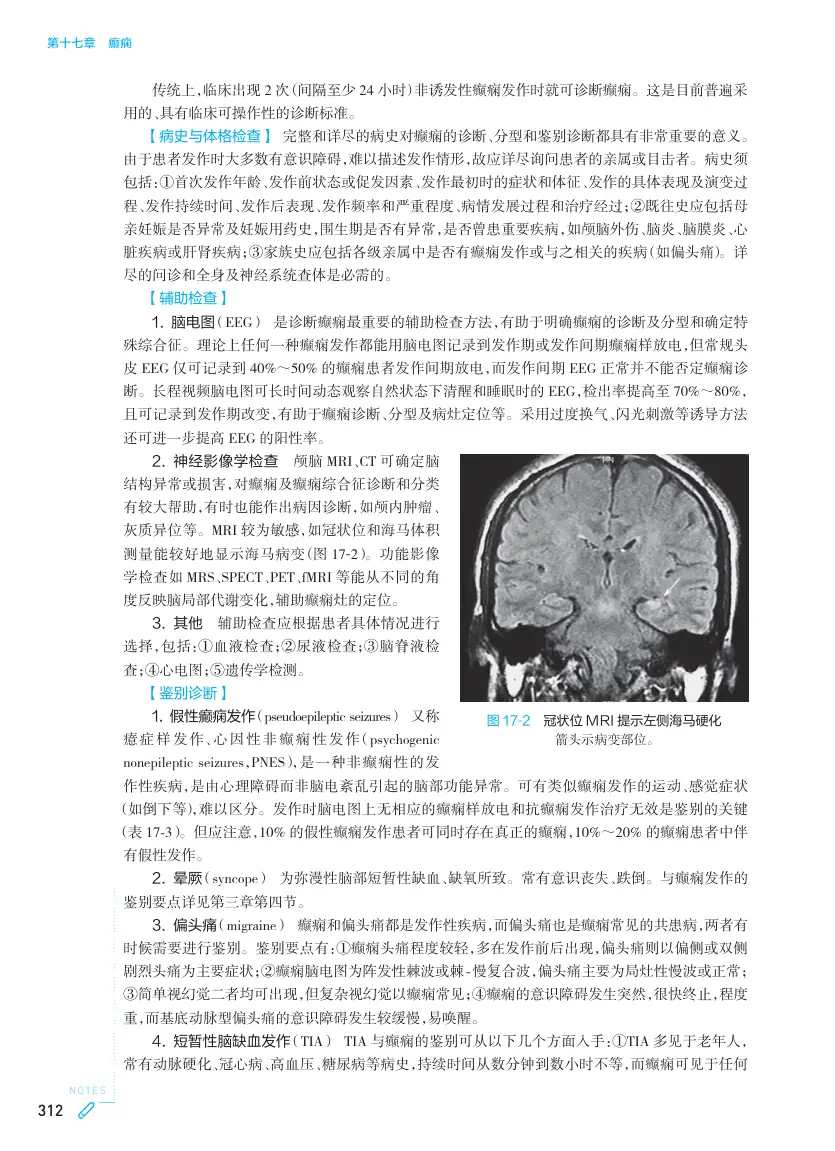 第十七章 癫痫
传统上,临床出现 2 次(间隔至少 24 小时)非诱发性癫痫发作时就可诊断癫痫。这是目前普遍采
用的、具有临床可操作性的诊断标准。
【病史与体格检查】 完整和详尽的病史对癫痫的诊断、分型和鉴别诊断都具有非常重要的意义。
由于患者发作时大多数有意识障碍,难以描述发作情形,故应详尽询问患者的亲属或目击者。病史须
包括:①首次发作年龄、发作前状态或促发因素、发作最初时的症状和体征、发作的具体表现及演变过
程、发作持续时间、发作后表现、发作频率和严重程度、病情发展过程和治疗经过;②既往史应包括母
亲妊娠是否异常及妊娠用药史,围生期是否有异常,是否曾患重要疾病,如颅脑外伤、脑炎、脑膜炎、心
脏疾病或肝肾疾病;③家族史应包括各级亲属中是否有癫痫发作或与之相关的疾病(如偏头痛)。详
尽的问诊和全身及神经系统查体是必需的。
【辅助检查】
1. 脑电图(EEG) 是诊断癫痫最重要的辅助检查方法,有助于明确癫痫的诊断及分型和确定特
殊综合征。理论上任何一种癫痫发作都能用脑电图记录到发作期或发作间期癫痫样放电,但常规头
皮 EEG 仅可记录到 40%～50% 的癫痫患者发作间期放电,而发作间期 EEG 正常并不能否定癫痫诊
断。长程视频脑电图可长时间动态观察自然状态下清醒和睡眠时的 EEG,检出率提高至 70%～80%,
且可记录到发作期改变,有助于癫痫诊断、分型及病灶定位等。采用过度换气、闪光刺激等诱导方法
还可进一步提高 EEG 的阳性率。
2. 神经影像学检查 颅脑 MRI、CT 可确定脑
结构异常或损害,对癫痫及癫痫综合征诊断和分类
有较大帮助,有时也能作出病因诊断,如颅内肿瘤、
灰质异位等。MRI 较为敏感,如冠状位和海马体积
测量能较好地显示海马病变(图 17-2)。功能影像
学检查如 MRS、SPECT、PET、fMRI 等能从不同的角
度反映脑局部代谢变化,辅助癫痫灶的定位。
3. 其他 辅助检查应根据患者具体情况进行
选择,包括:①血液检查;②尿液检查;③脑脊液检
查;④心电图;⑤遗传学检测。
【鉴别诊断】
1. 假性癫痫发作(pseudoepileptic seizures) 又称
癔症样发作、心因性非癫痫性发作(psychogenic
nonepileptic seizures,PNES),是一种非癫痫性的发
图 17-2 冠状位 MRI 提示左侧海马硬化
箭头示病变部位。
作性疾病,是由心理障碍而非脑电紊乱引起的脑部功能异常。可有类似癫痫发作的运动、感觉症状
(如倒下等),难以区分。发作时脑电图上无相应的癫痫样放电和抗癫痫发作治疗无效是鉴别的关键
(表 17-3)。但应注意,10% 的假性癫痫发作患者可同时存在真正的癫痫,10%～20% 的癫痫患者中伴
有假性发作。
2. 晕厥(syncope) 为弥漫性脑部短暂性缺血、缺氧所致。常有意识丧失、跌倒。与癫痫发作的
鉴别要点详见第三章第四节。
3. 偏头痛(migraine) 癫痫和偏头痛都是发作性疾病,而偏头痛也是癫痫常见的共患病,两者有
时候需要进行鉴别。鉴别要点有:①癫痫头痛程度较轻,多在发作前后出现,偏头痛则以偏侧或双侧
剧烈头痛为主要症状;②癫痫脑电图为阵发性棘波或棘-慢复合波,偏头痛主要为局灶性慢波或正常;
③简单视幻觉二者均可出现,但复杂视幻觉以癫痫常见;④癫痫的意识障碍发生突然,很快终止,程度
重,而基底动脉型偏头痛的意识障碍发生较缓慢,易唤醒。
4. 短暂性脑缺血发作(TIA) TIA 与癫痫的鉴别可从以下几个方面入手:①TIA 多见于老年人,
常有动脉硬化、冠心病、高血压、糖尿病等病史,持续时间从数分钟到数小时不等,而癫痫可见于任何
NOTES
312